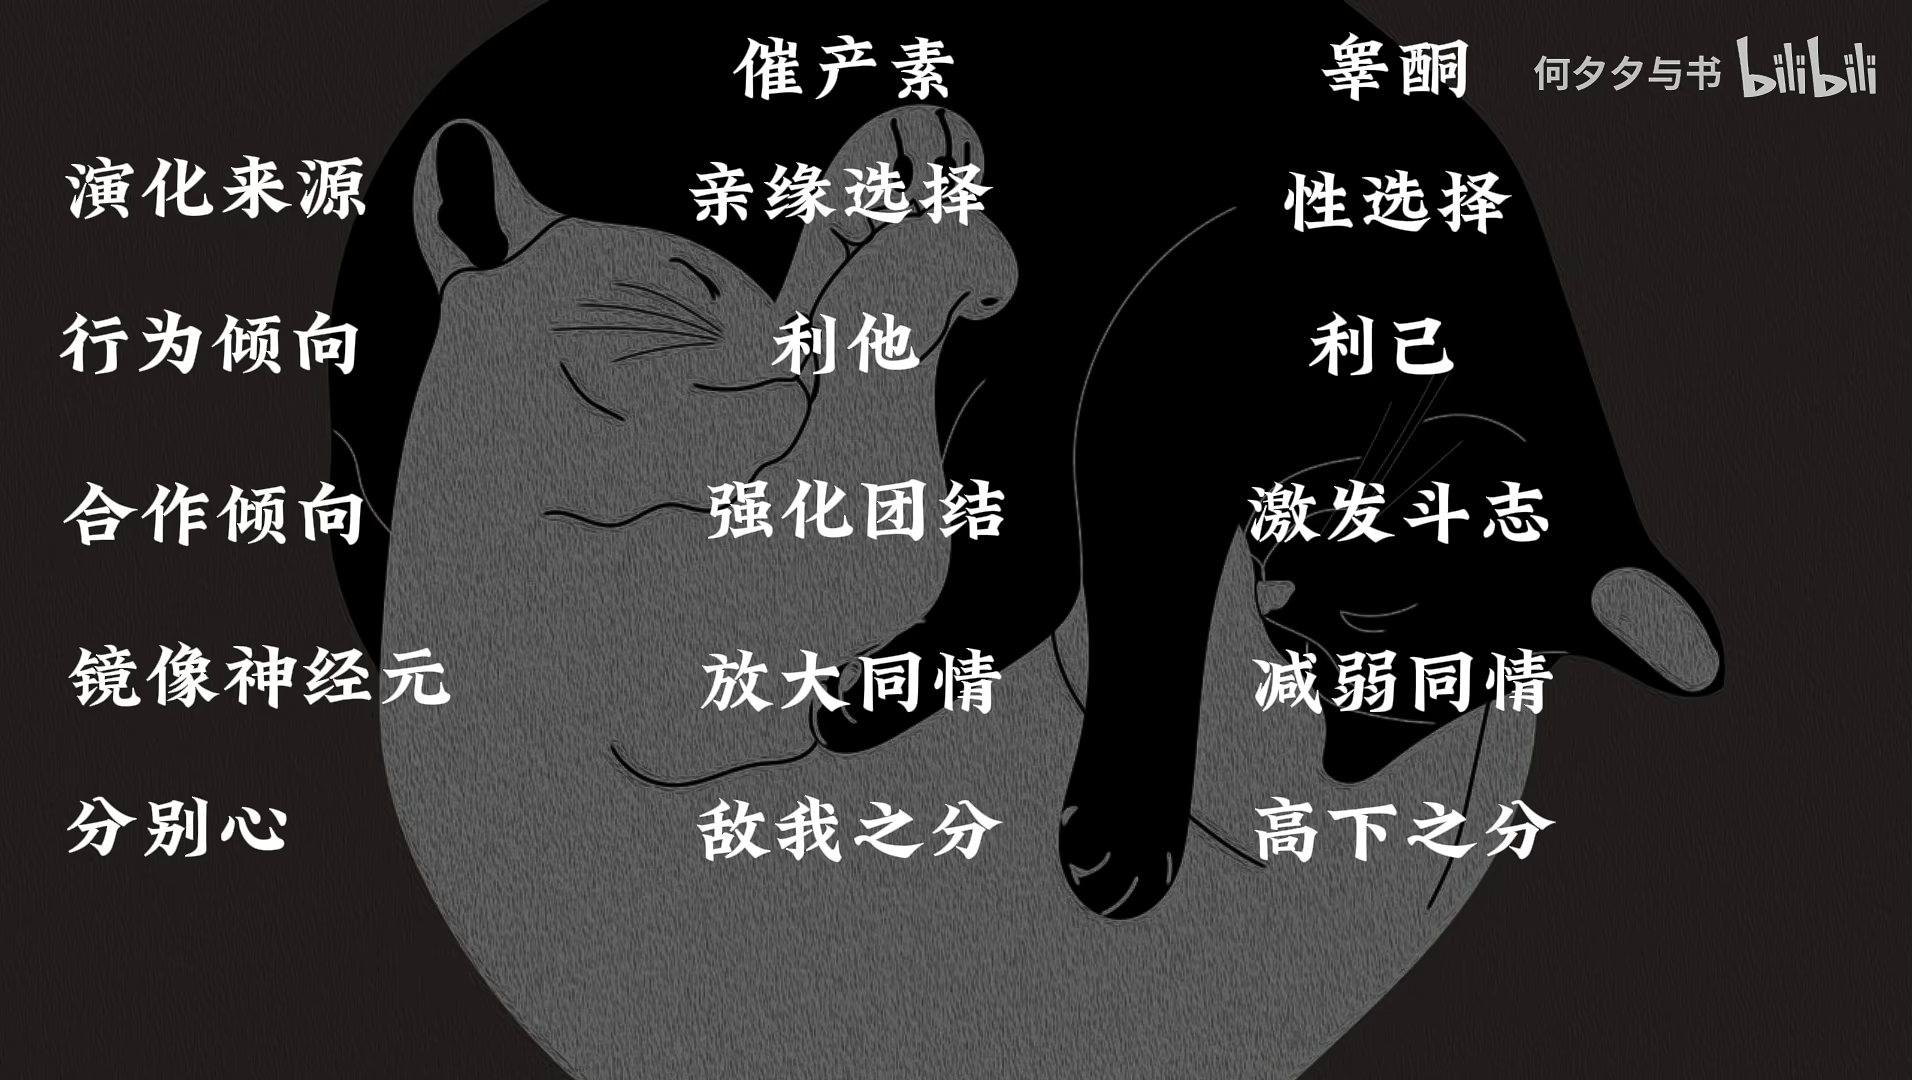 催产素 睾酮 何夕夕与书 bilibili
演化来源 亲缘选择 性选择
行为倾向 利他 利己
合作倾向 强化团结 激发斗志
镜像神经元 放大同情 减弱同情
分别心 敌我之分 高下之分